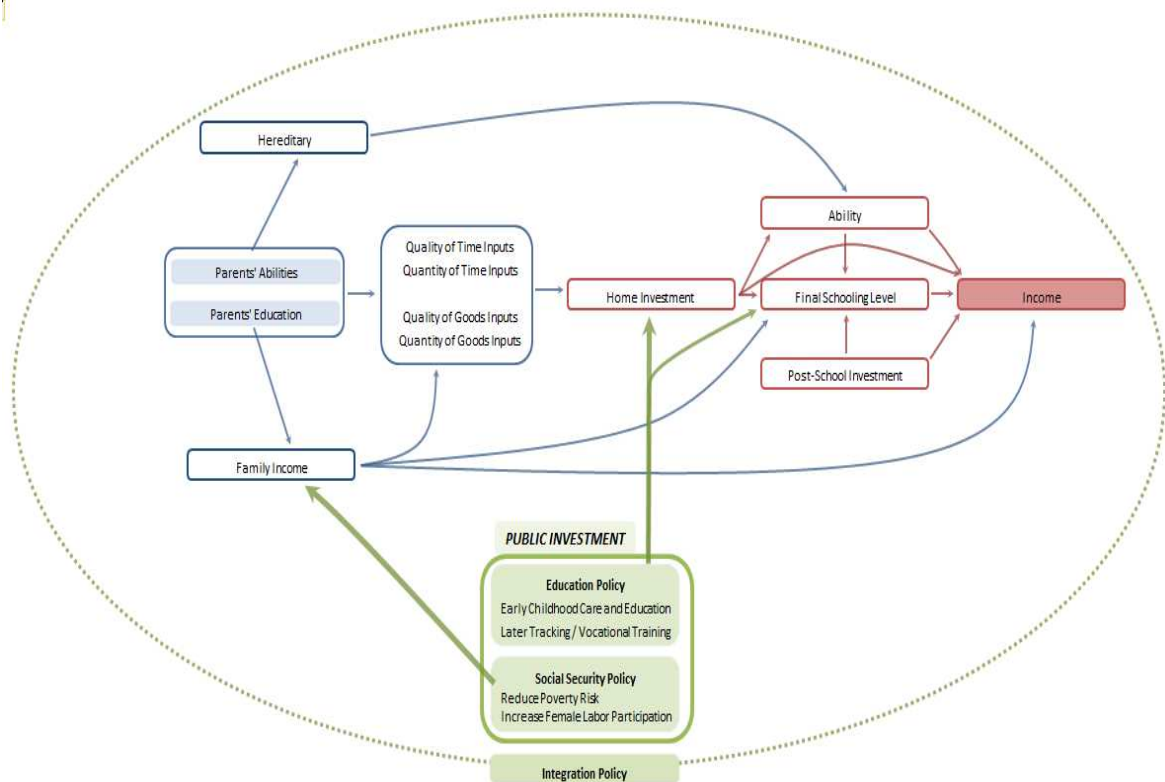 Hereditary
Ability
Parents' Abilities
Parents' Education
Quality of Time Inputs
Quantity of Time Inputs
Quality of Goods Inputs
Quantity of Goods Inputs
Home Investment
Final Schooling Level
Income
Post-School Investment
Family Income
PUBLIC INVESTMENT
Education Policy
Early Childhood Care and Education
Later Tracking / Vocational Training
Social Security Policy
Reduce Poverty Risk
Increase Female Labor Participation
Integration Policy